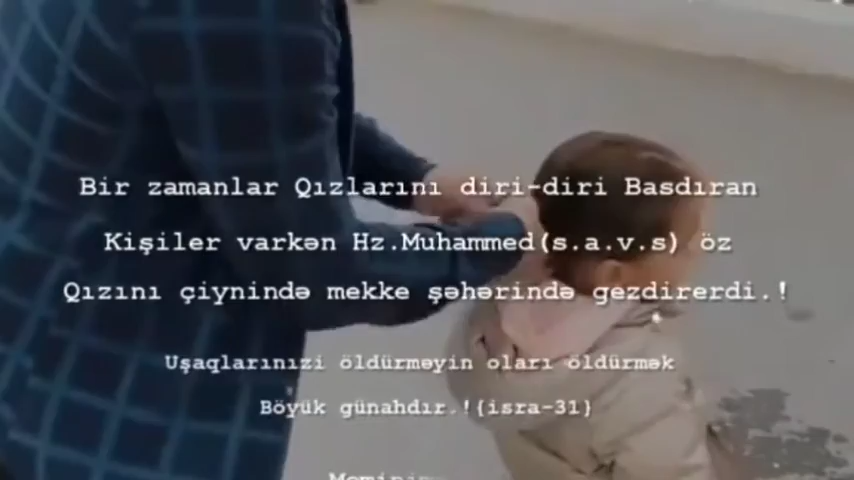 Bir zamanlar Qızlarını diri-diri Basdıran
Kişiler varkən Hz.Muhammed(s.a.v.s) öz
Qızını çiynində mekke şəhərində gezdirerdi.!
Uşaqlarınızi öldürməyin oları öldürmək
Böyük günahdır.!{isra-31}